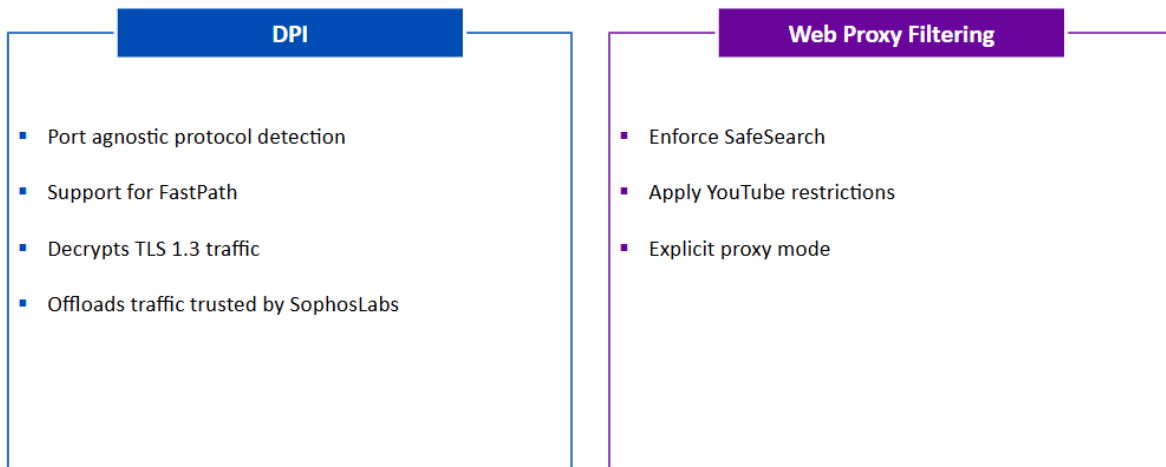 DPI
Port agnostic protocol detection
Support for FastPath
Decrypts TLS 1.3 traffic
Offloads traffic trusted by SophosLabs
Web Proxy Filtering
Enforce SafeSearch
Apply YouTube restrictions
Explicit proxy mode